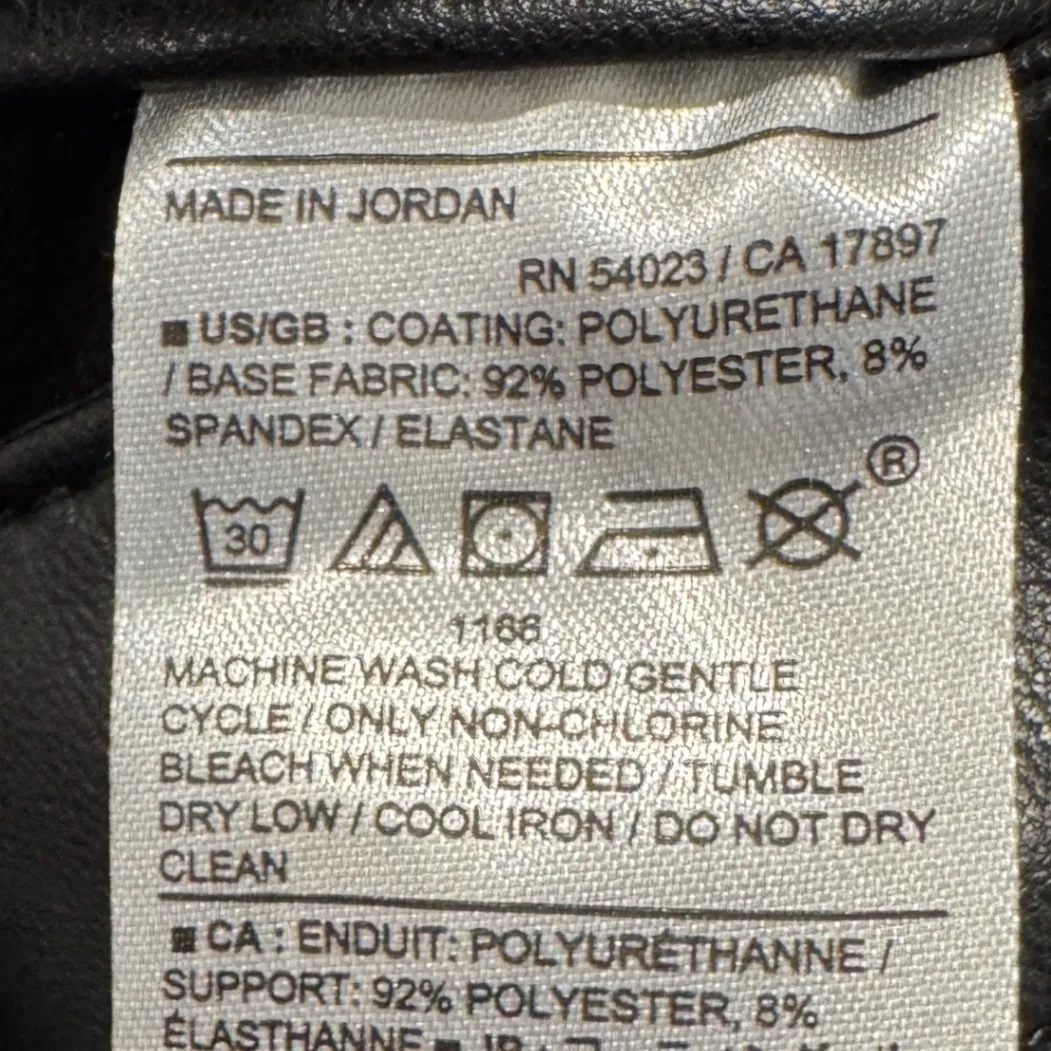 MADE IN JORDAN
RN 54023 / CA 17897
■ US/GB : COATING: POLYURETHANE
/ BASE FABRIC: 92% POLYESTER, 8%
SPANDEX / ELASTANE
30
®
1166
MACHINE WASH COLD GENTLE
CYCLE / ONLY NON-CHLORINE
BLEACH WHEN NEEDED / TUMBLE
DRY LOW / COOL IRON / DO NOT DRY
CLEAN
■ CA : ENDUIT: POLYURÉTHANNE /
SUPPORT: 92% POLYESTER, 8%
ÉLASTHANNE ■